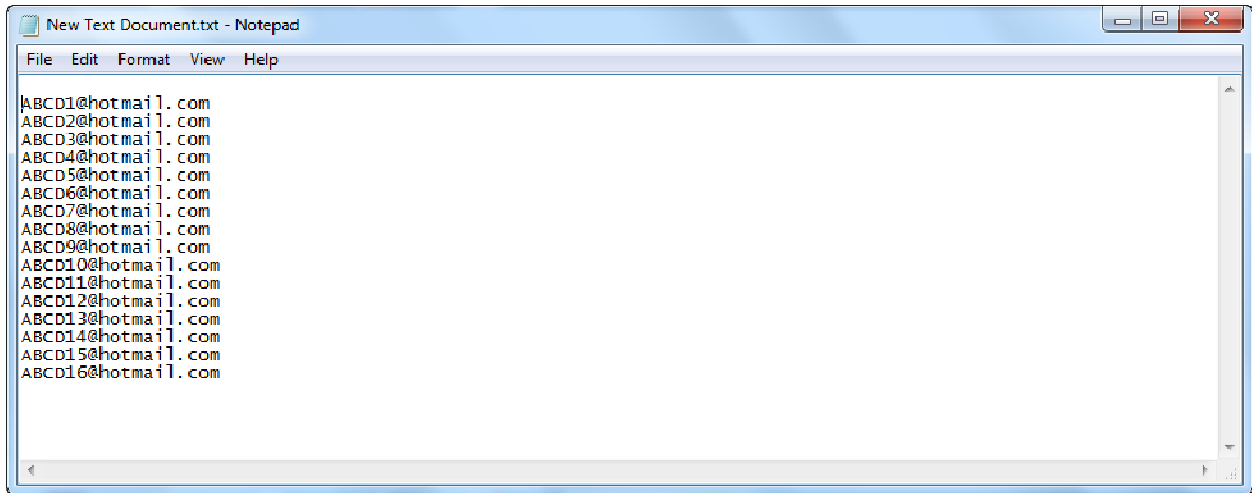 New Text Document.txt - Notepad
File Edit Format View Help
ABCD1@hotmail.com
ABCD2@hotmail.com
ABCD3@hotmail.com
ABCD4@hotmail.com
ABCD5@hotmail.com
ABCD6@hotmail.com
ABCD7@hotmail.com
ABCD8@hotmail.com
ABCD9@hotmail.com
ABCD10@hotmail.com
ABCD11@hotmail.com
ABCD12@hotmail.com
ABCD13@hotmail.com
ABCD14@hotmail.com
ABCD15@hotmail.com
ABCD16@hotmail.com